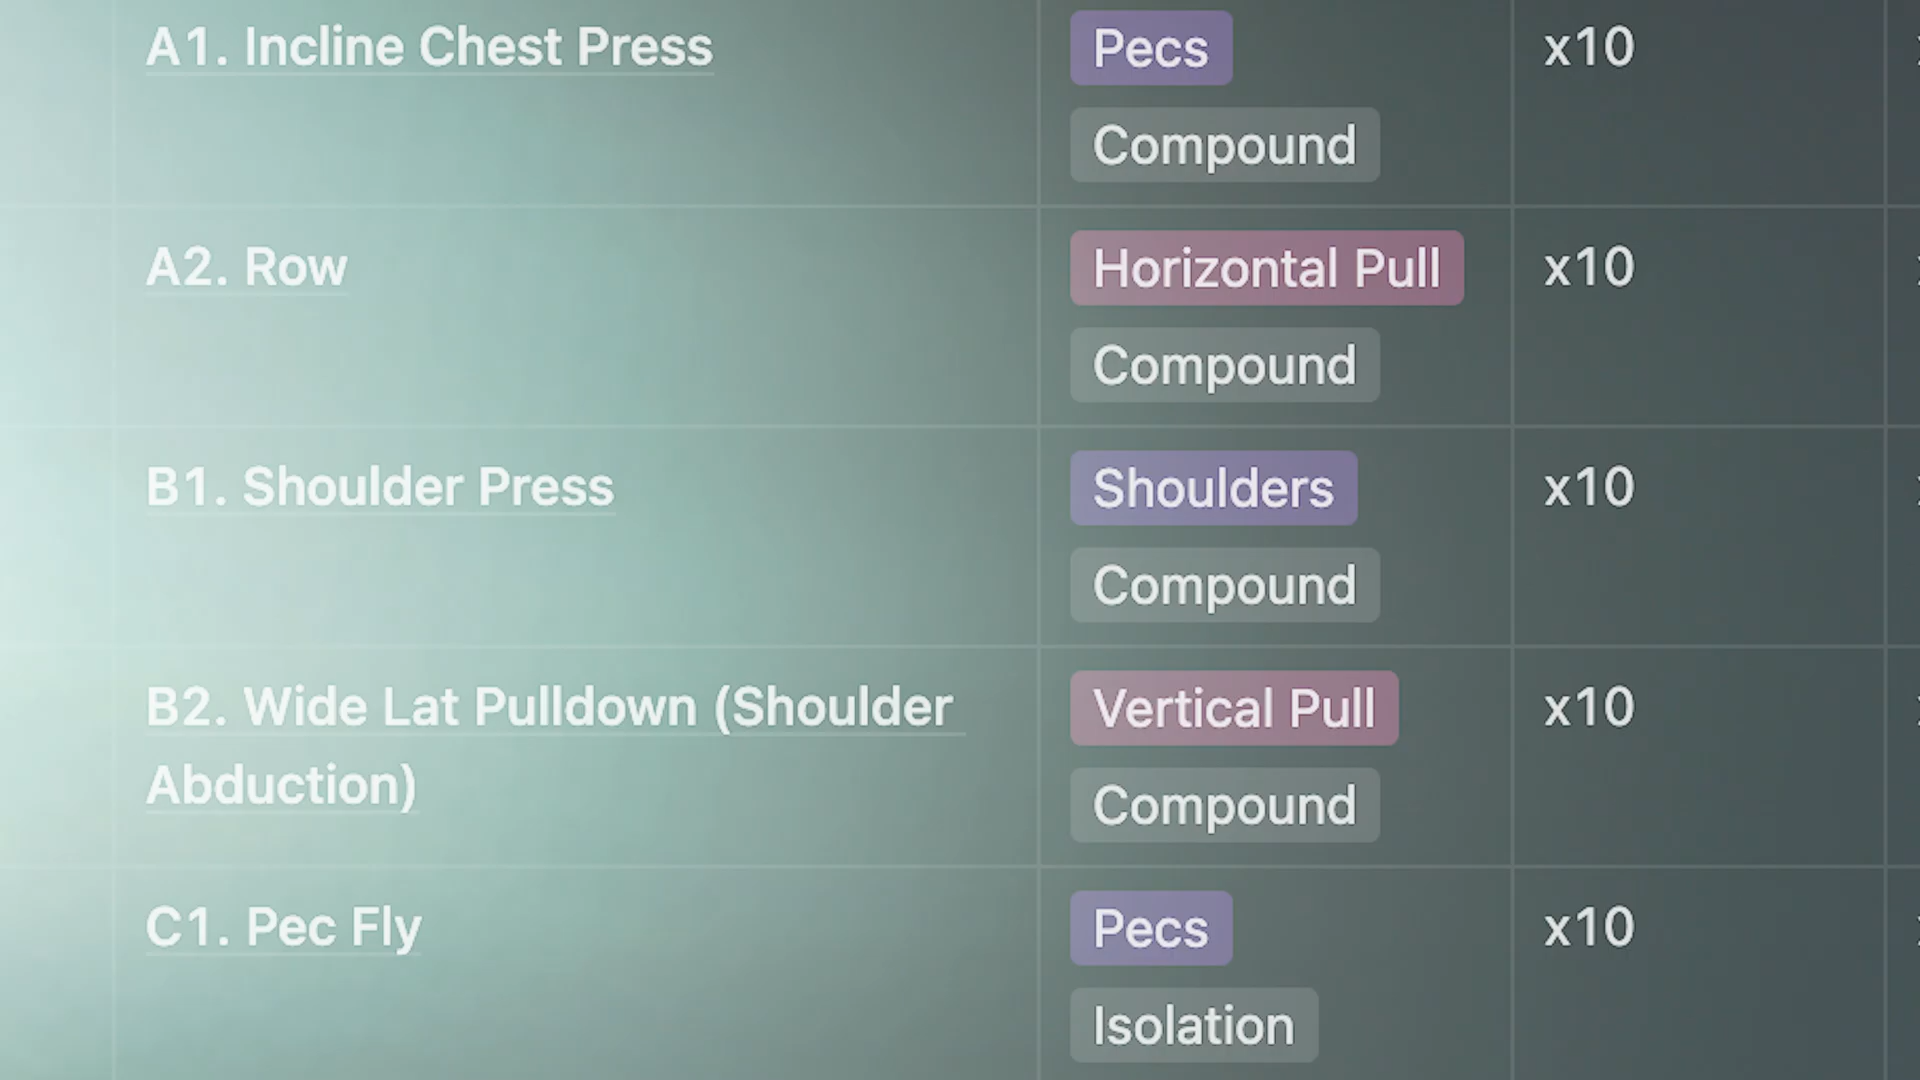 A1. Incline Chest Press
Pecs
x10
Compound
A2. Row
Horizontal Pull
x10
Compound
B1. Shoulder Press
Shoulders
x10
Compound
B2. Wide Lat Pulldown (Shoulder
Abduction)
Vertical Pull
x10
Compound
C1. Pec Fly
Pecs
x10
Isolation